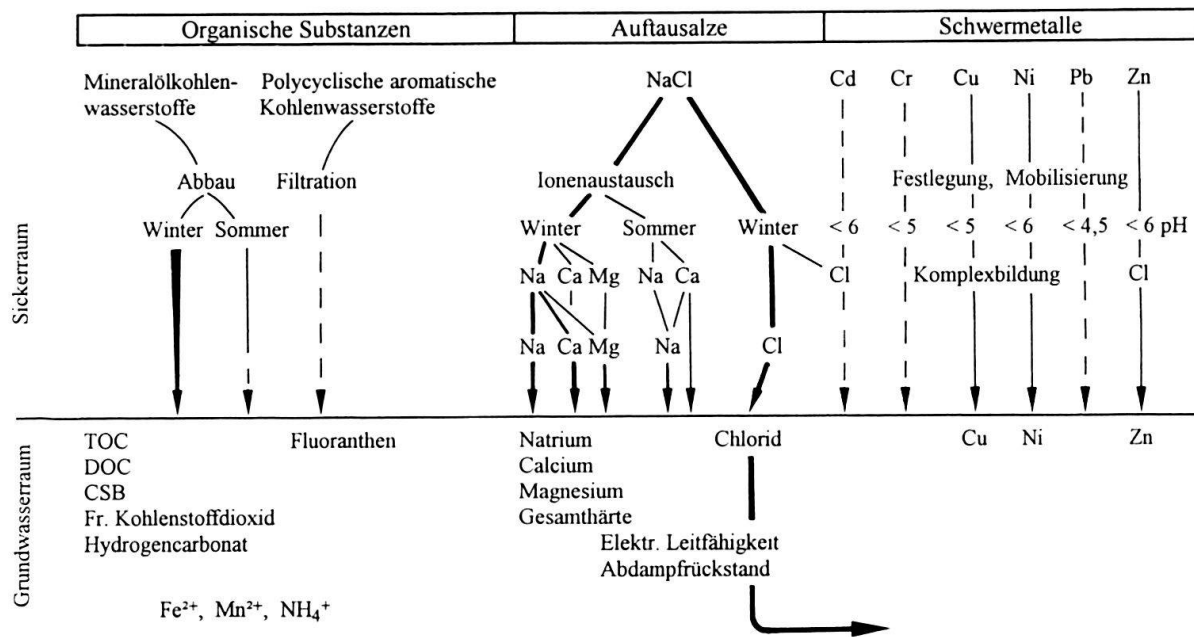 Organische Substanzen Auftausalze Schwermetalle
Mineralölkohlen-
wasserstoffe
Polycyclische aromatische
Kohlenwasserstoffe
NaCl Cd Cr Cu Ni Pb Zn
Abbau Filtration Ionenaustausch Festlegung, Mobilisierung
Winter Sommer Winter Sommer Winter < 6 < 5 < 5 < 6 < 4,5 < 6 pH
Na Ca Mg Na Ca Cl Komplexbildung Cl
Na Ca Mg Na Cl
Sickerraum
TOC Fluoranthen Natrium Chlorid Cu Ni Zn
DOC Calcium
CSB Magnesium
Fr. Kohlenstoffdioxid Gesamthärte
Hydrogencarbonat Elektr. Leitfähigkeit
Abdampfrückstand
Fe²⁺, Mn²⁺, NH₄⁺
Grundwasserraum